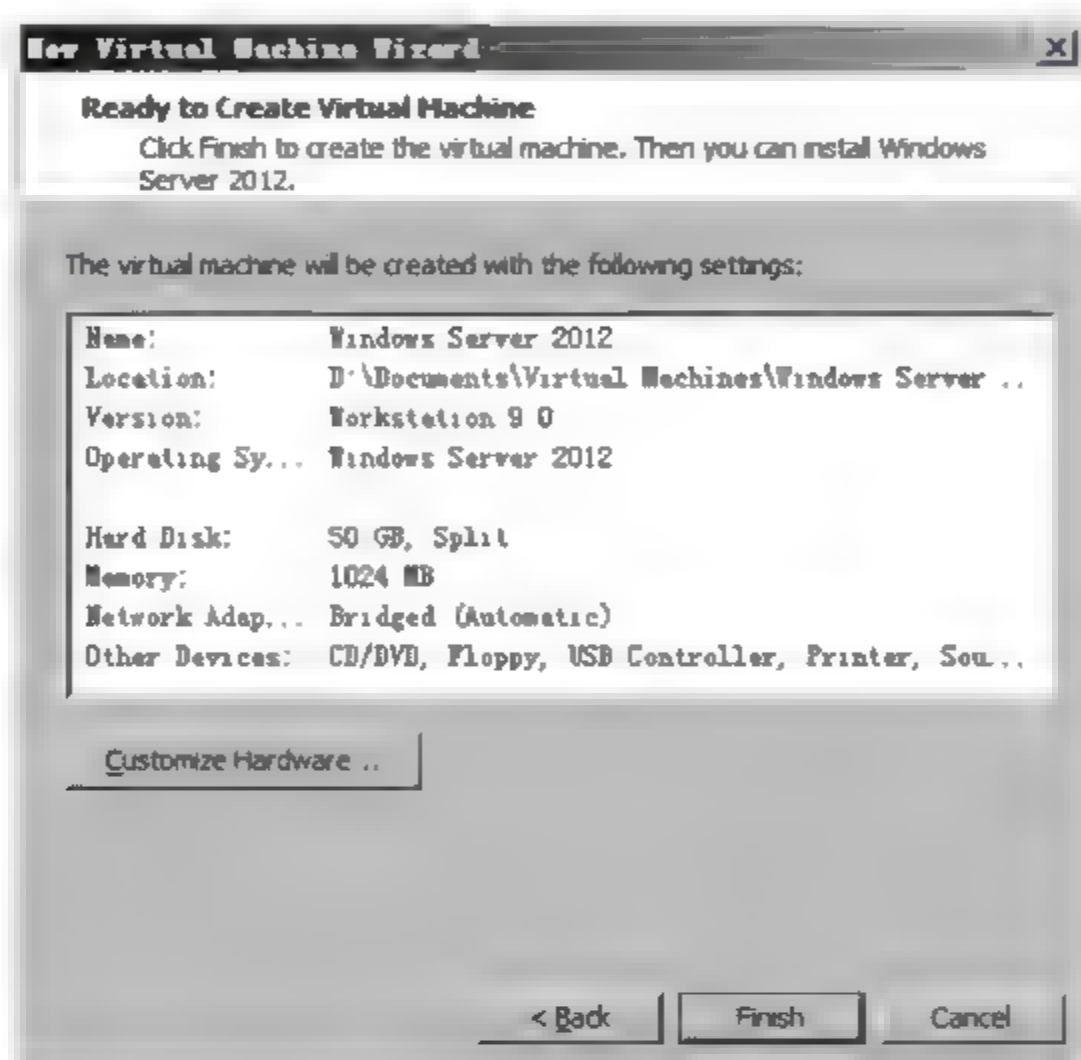 New Virtual Machine Wizard
Ready to Create Virtual Machine
Click Finish to create the virtual machine. Then you can install Windows
Server 2012.
The virtual machine will be created with the following settings:
Name: Windows Server 2012
Location: D:\Documents\Virtual Machines\Windows Server ...
Version: Workstation 9.0
Operating Sy... Windows Server 2012
Hard Disk: 50 GB, Split
Memory: 1024 MB
Network Adap... Bridged (Automatic)
Other Devices: CD/DVD, Floppy, USB Controller, Printer, Sou...
Customize Hardware...
< Back Finish Cancel